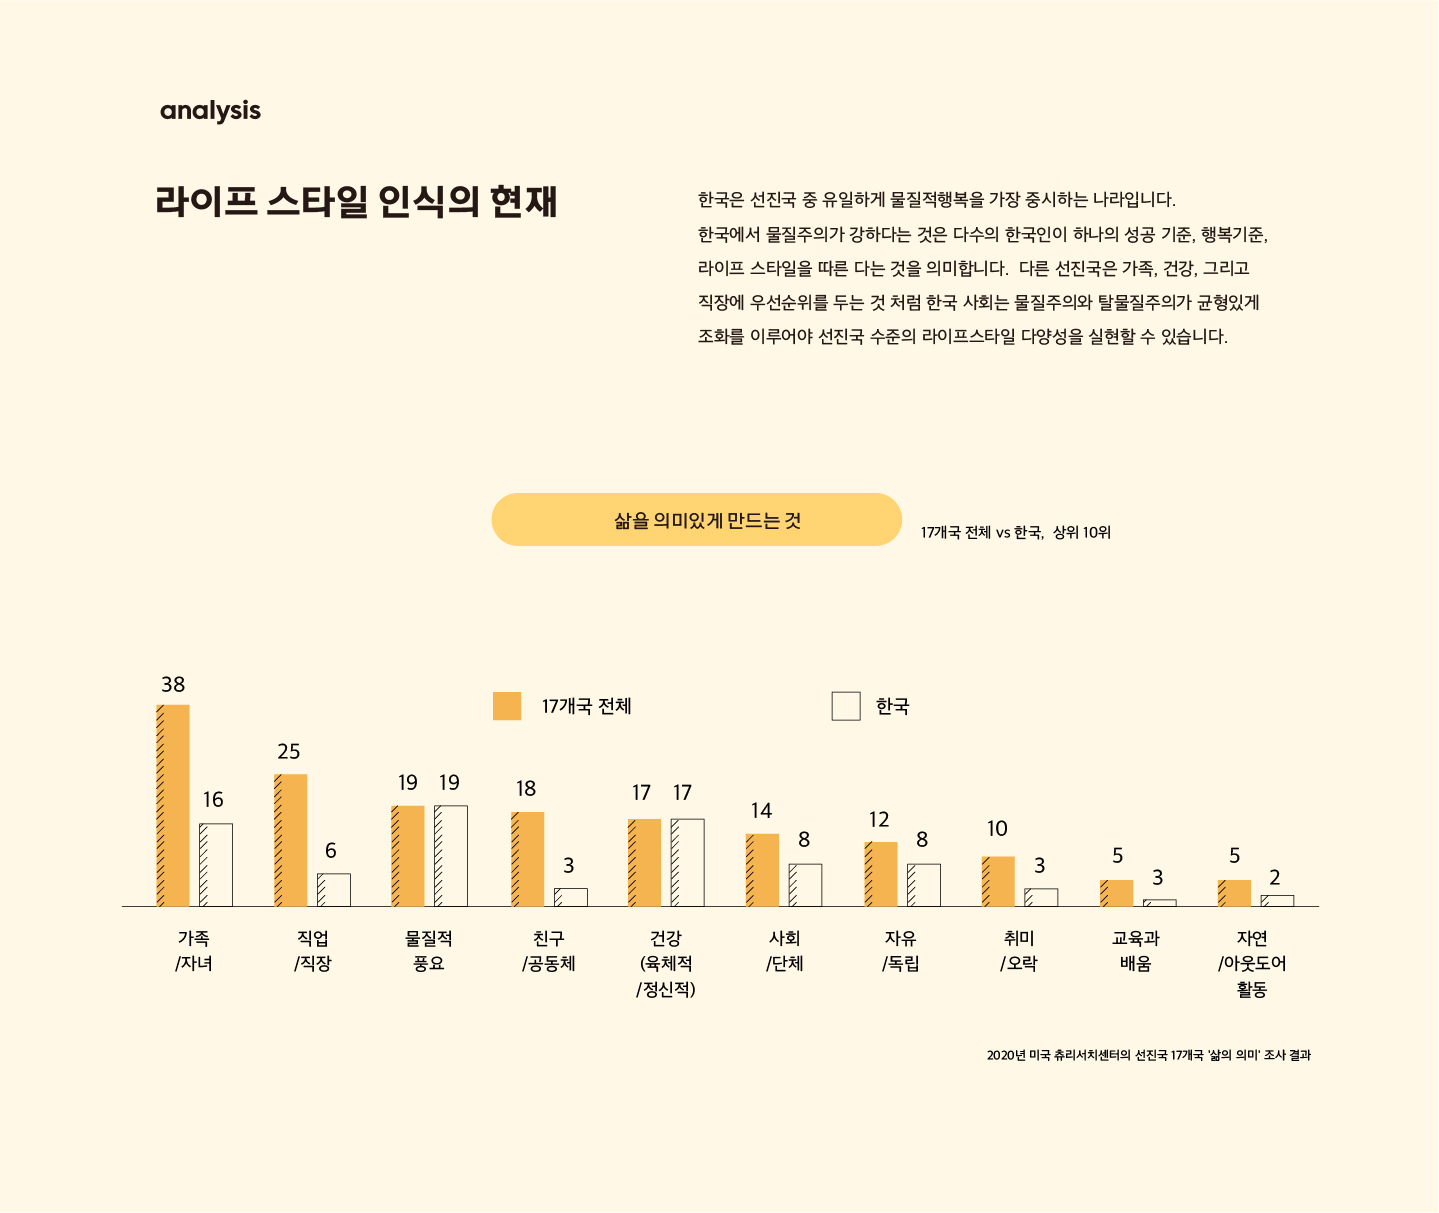 analysis
라이프 스타일 인식의 현재
한국은 선진국 중 유일하게 물질적행복을 가장 중시하는 나라입니다.
한국에서 물질주의가 강하다는 것은 다수의 한국인이 하나의 성공 기준, 행복기준,
라이프 스타일을 따른 다는 것을 의미합니다. 다른 선진국은 가족, 건강, 그리고
직장에 우선순위를 두는 것 처럼 한국 사회는 물질주의와 탈물질주의가 균형있게
조화를 이루어야 선진국 수준의 라이프스타일 다양성을 실현할 수 있습니다.
삶을 의미있게 만드는 것
17개국 전체 vs 한국, 상위 10위
17개국 전체
한국
38
16
25
6
19
19
18
3
17
17
14
8
12
8
10
3
5
3
5
2
가족
/자녀
직업
/직장
물질적
풍요
친구
/공동체
건강
(육체적
/정신적)
사회
/단체
자유
/독립
취미
/오락
교육과
배움
자연
/아웃도어
활동
2020년 미국 츄리서치센터의 선진국 17개국 '삶의 의미' 조사 결과